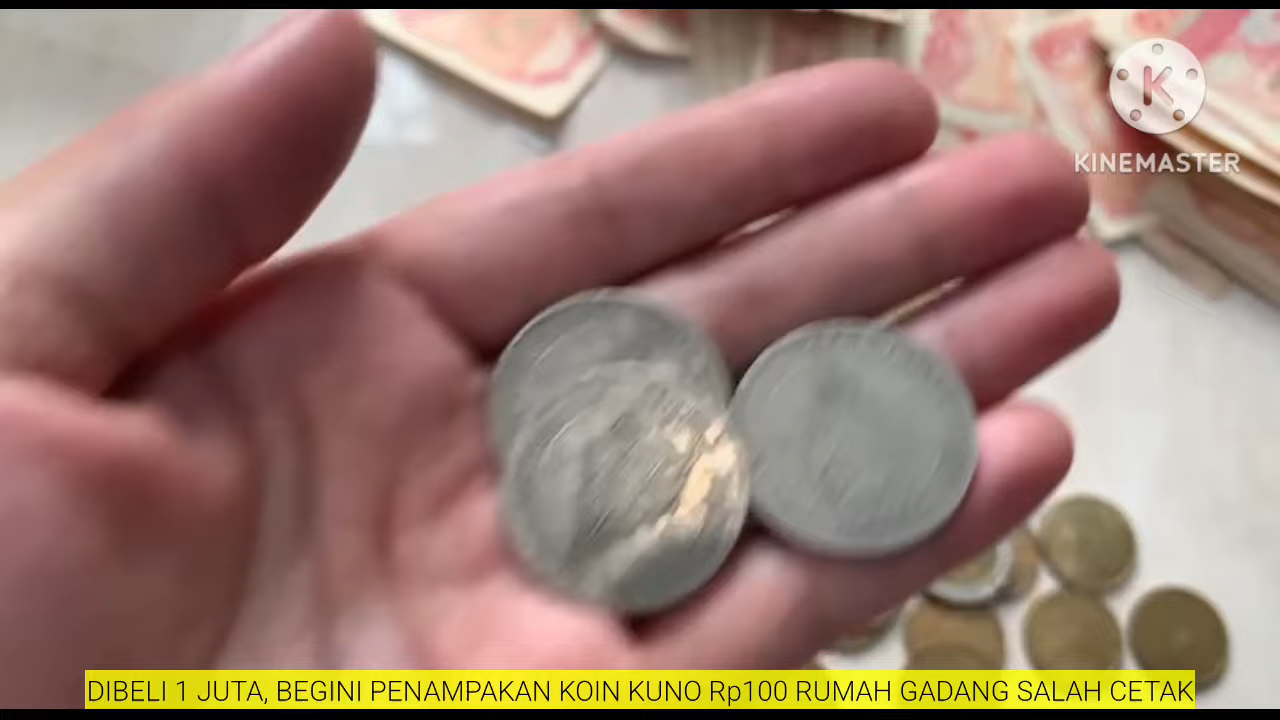 KINEMASTER
DIBELI 1 JUTA, BEGINI PENAMPAKAN KOIN KUNO Rp100 RUMAH GADANG SALAH CETAK